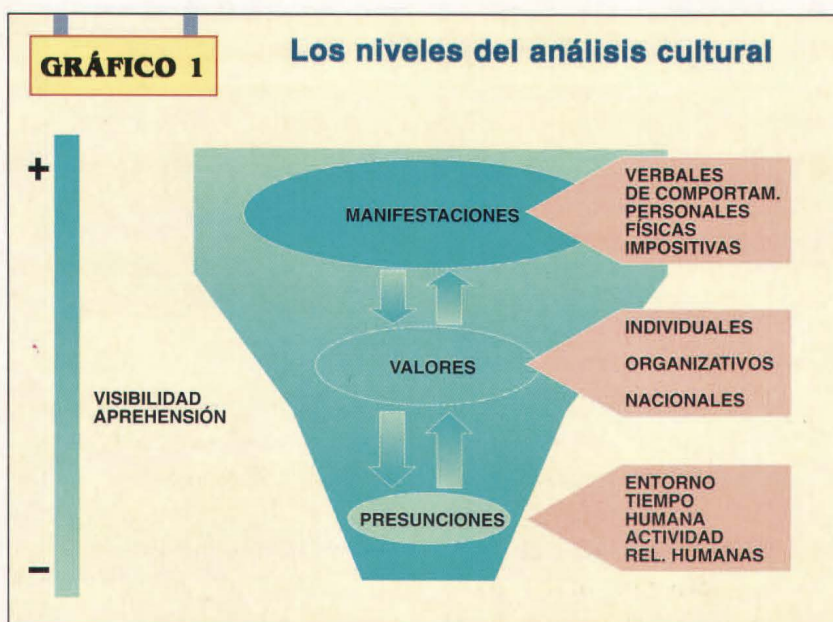 GRÁFICO 1
Los niveles del análisis cultural
+
MANIFESTACIONES
VERBALES
DE COMPORTAM.
PERSONALES
FÍSICAS
IMPOSITIVAS
VALORES
INDIVIDUALES
ORGANIZATIVOS
NACIONALES
VISIBILIDAD
APREHENSIÓN
PRESUNCIONES
ENTORNO
TIEMPO
HUMANA
ACTIVIDAD
REL. HUMANAS
–